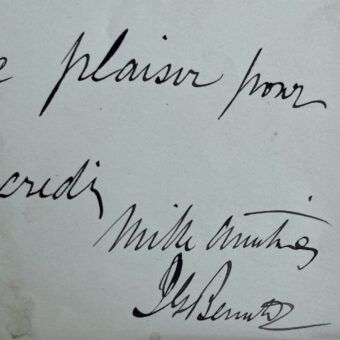 plaisir pour
credi
Mille amitiés